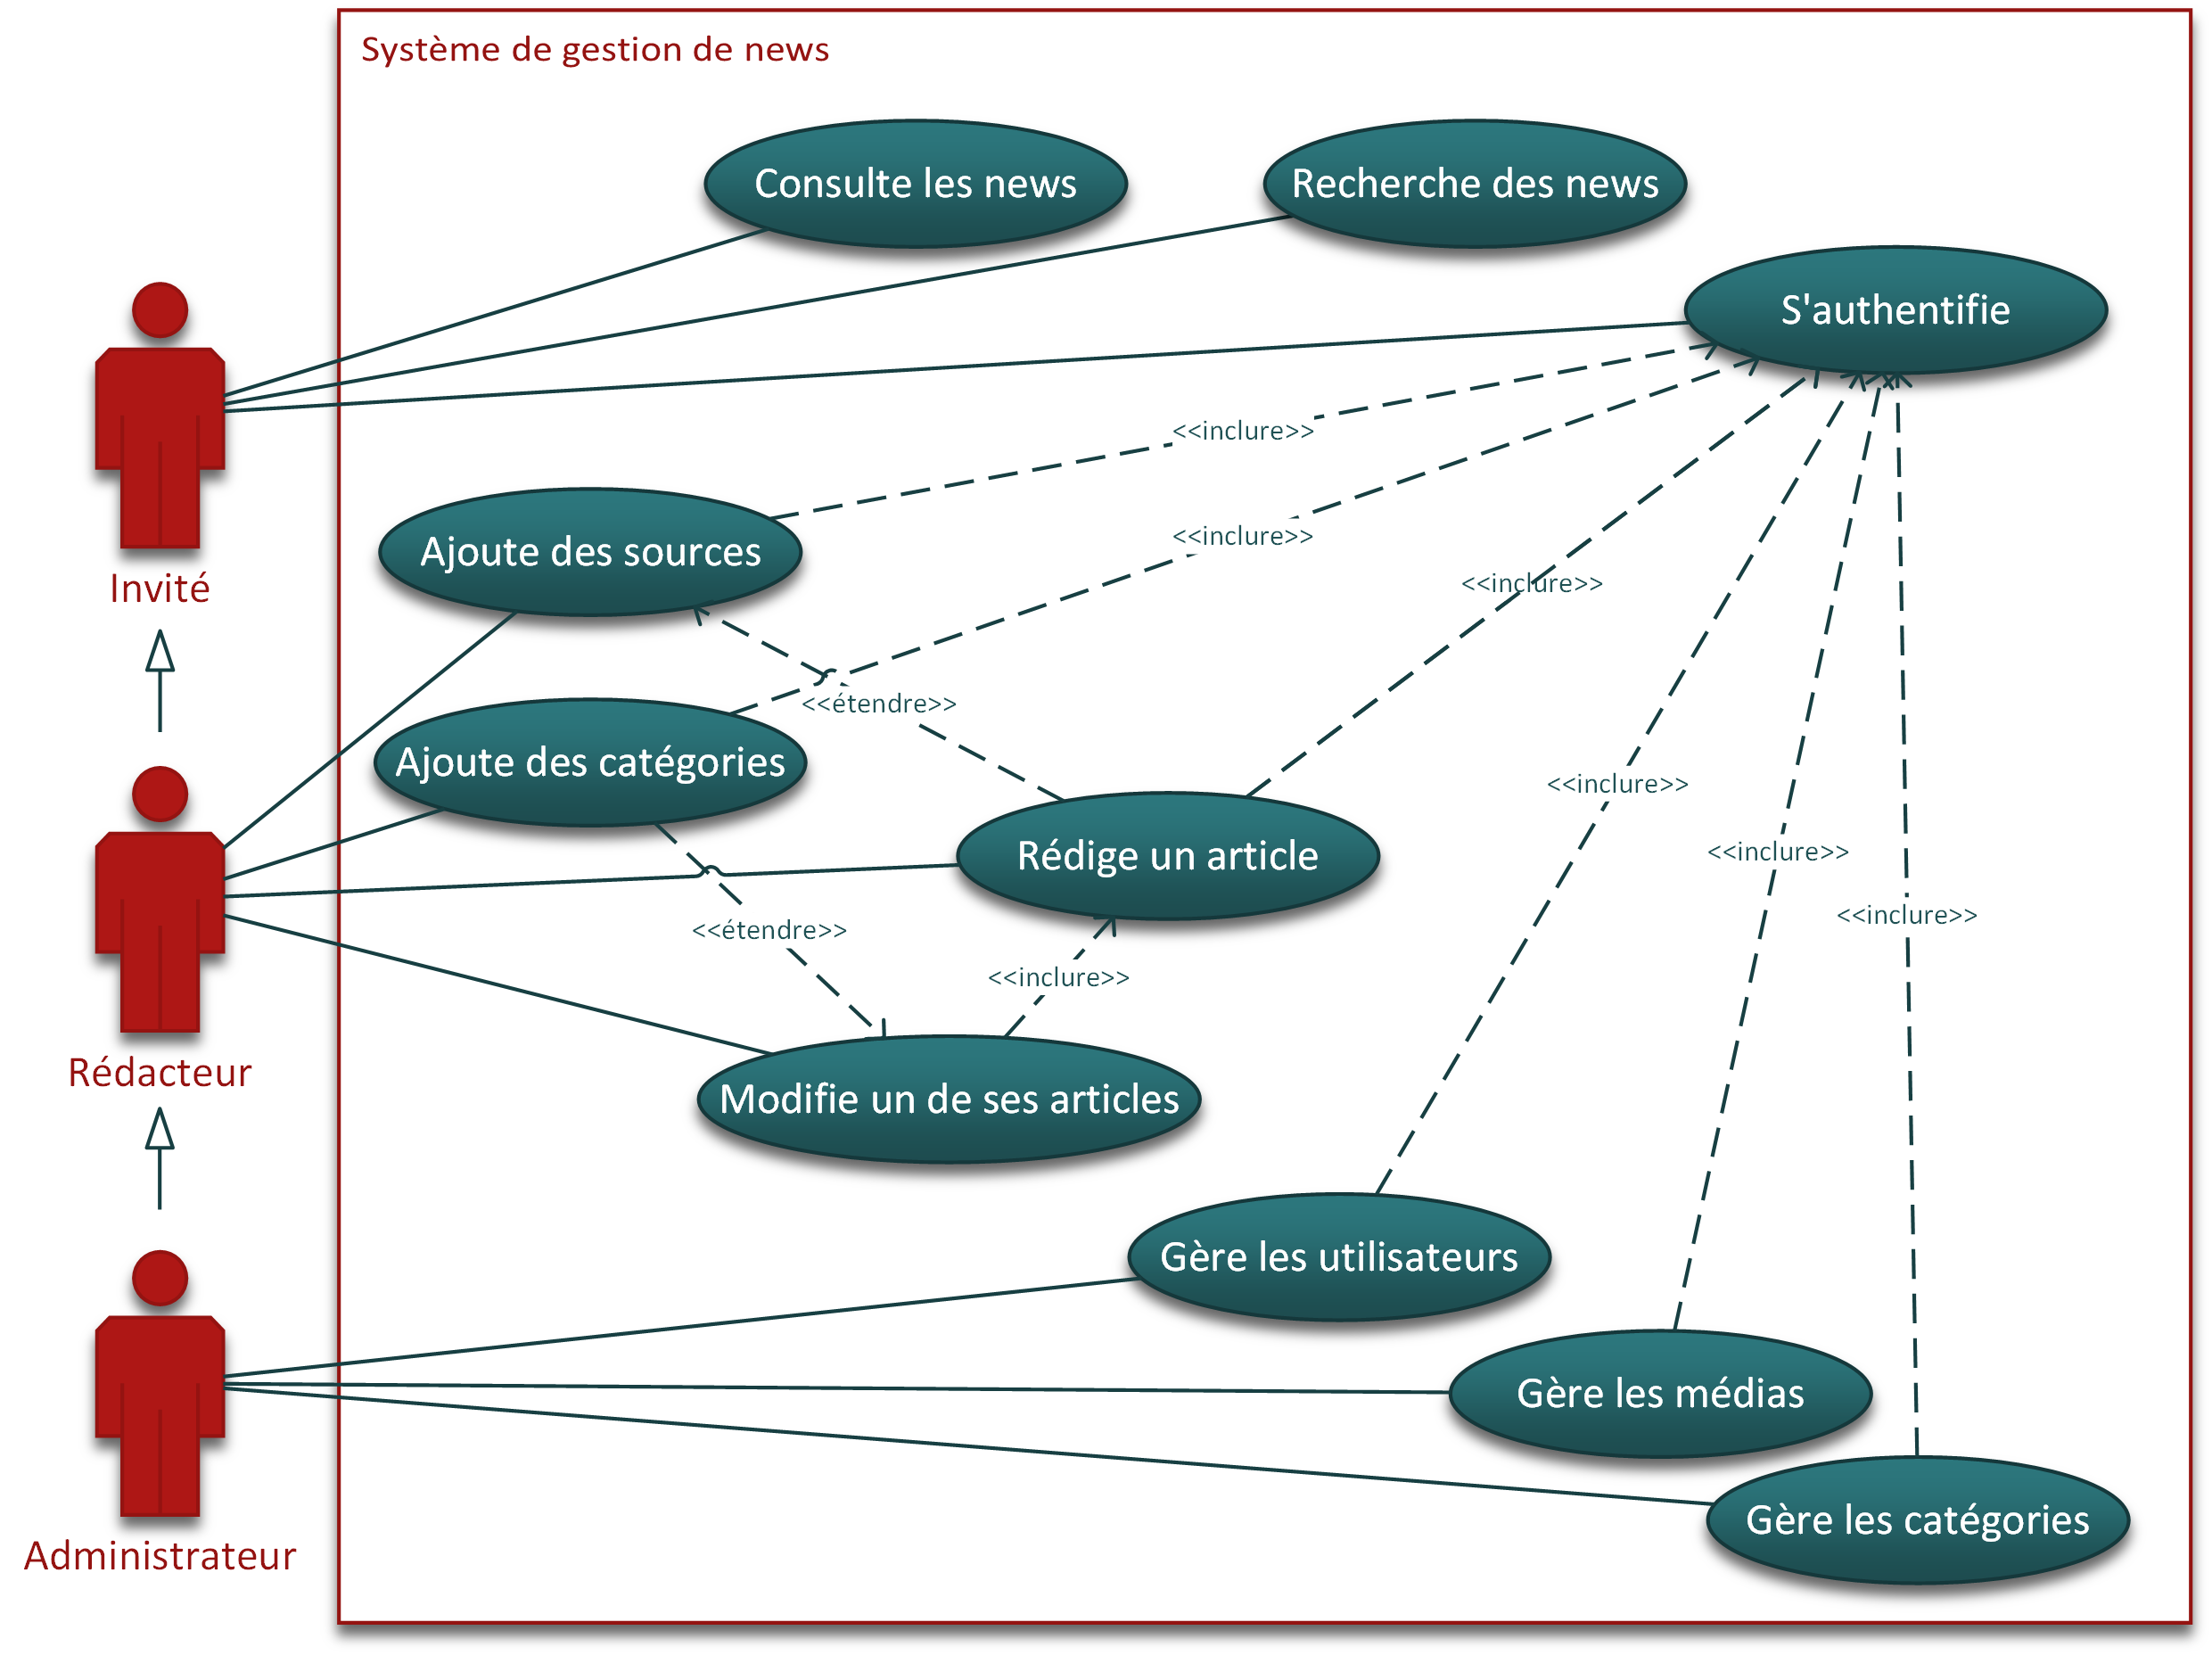 Système de gestion de news
Consulte les news
Recherche des news
S'authentifie
<<inclure>>
Ajoute des sources
<<inclure>>
Invité
<<inclure>>
<<étendre>>
Ajoute des catégories
<<inclure>>
Rédige un article
<<inclure>>
<<inclure>>
<<étendre>>
<<inclure>>
Rédacteur
Modifie un de ses articles
Gère les utilisateurs
Gère les médias
Gère les catégories
Administrateur